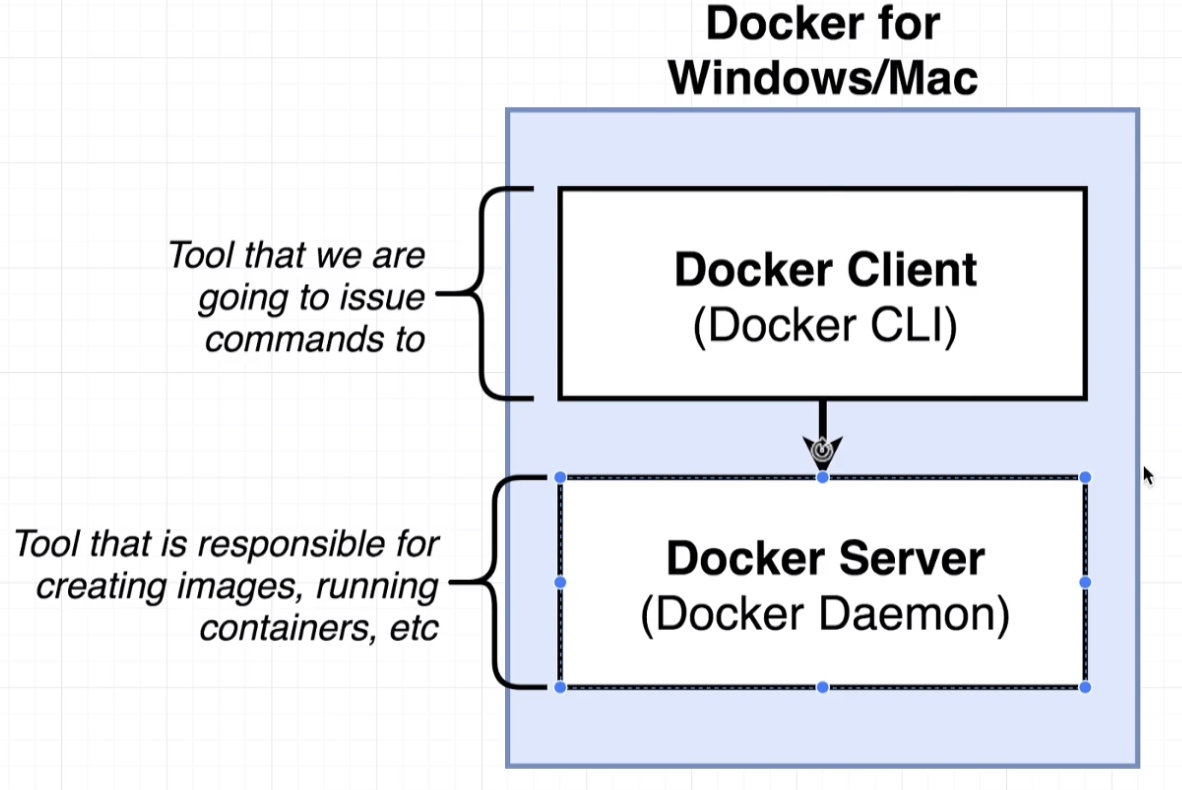 Docker for
Windows/Mac
Tool that we are
going to issue
commands to
Docker Client
(Docker CLI)
Tool that is responsible for
creating images, running
containers, etc
Docker Server
(Docker Daemon)